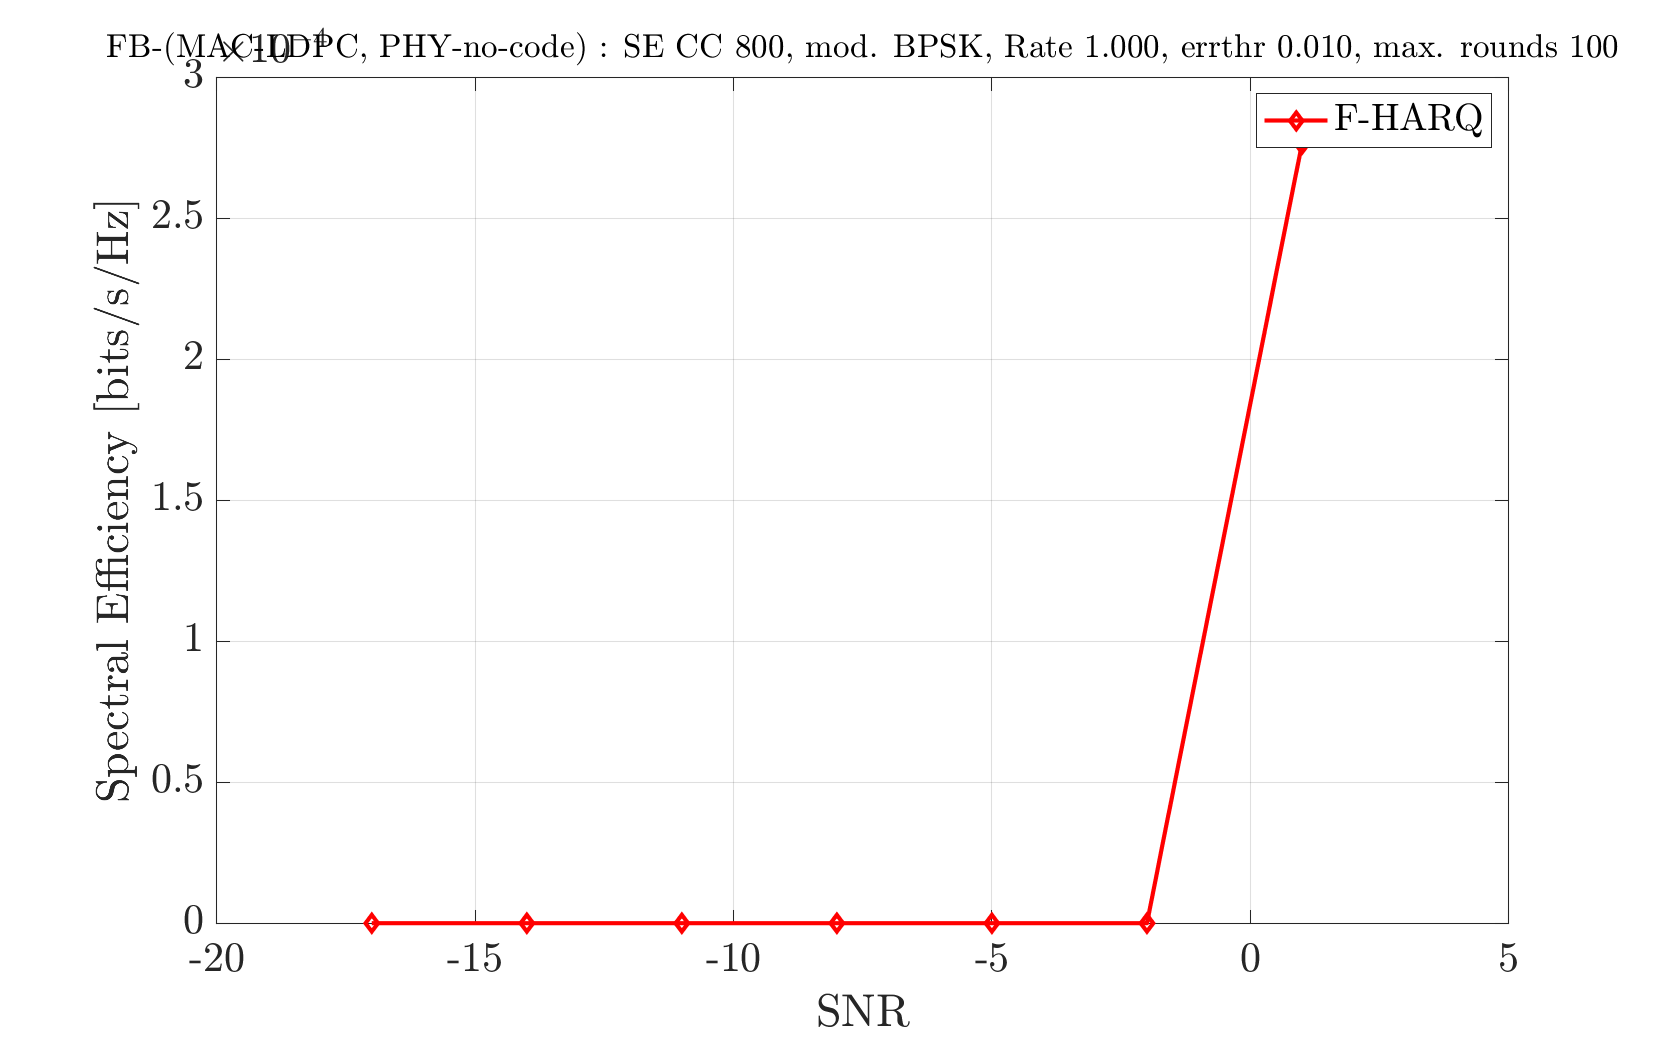 FB-(MAC-LDPC, PHY-no-code) : SE CC 800, mod. BPSK, Rate 1.000, errthr 0.010, max. rounds 100
×10⁻⁴
F-HARQ
3
2.5
2
1.5
1
0.5
0
Spectral Efficiency [bits/s/Hz]
-20 -15 -10 -5 0 5
SNR